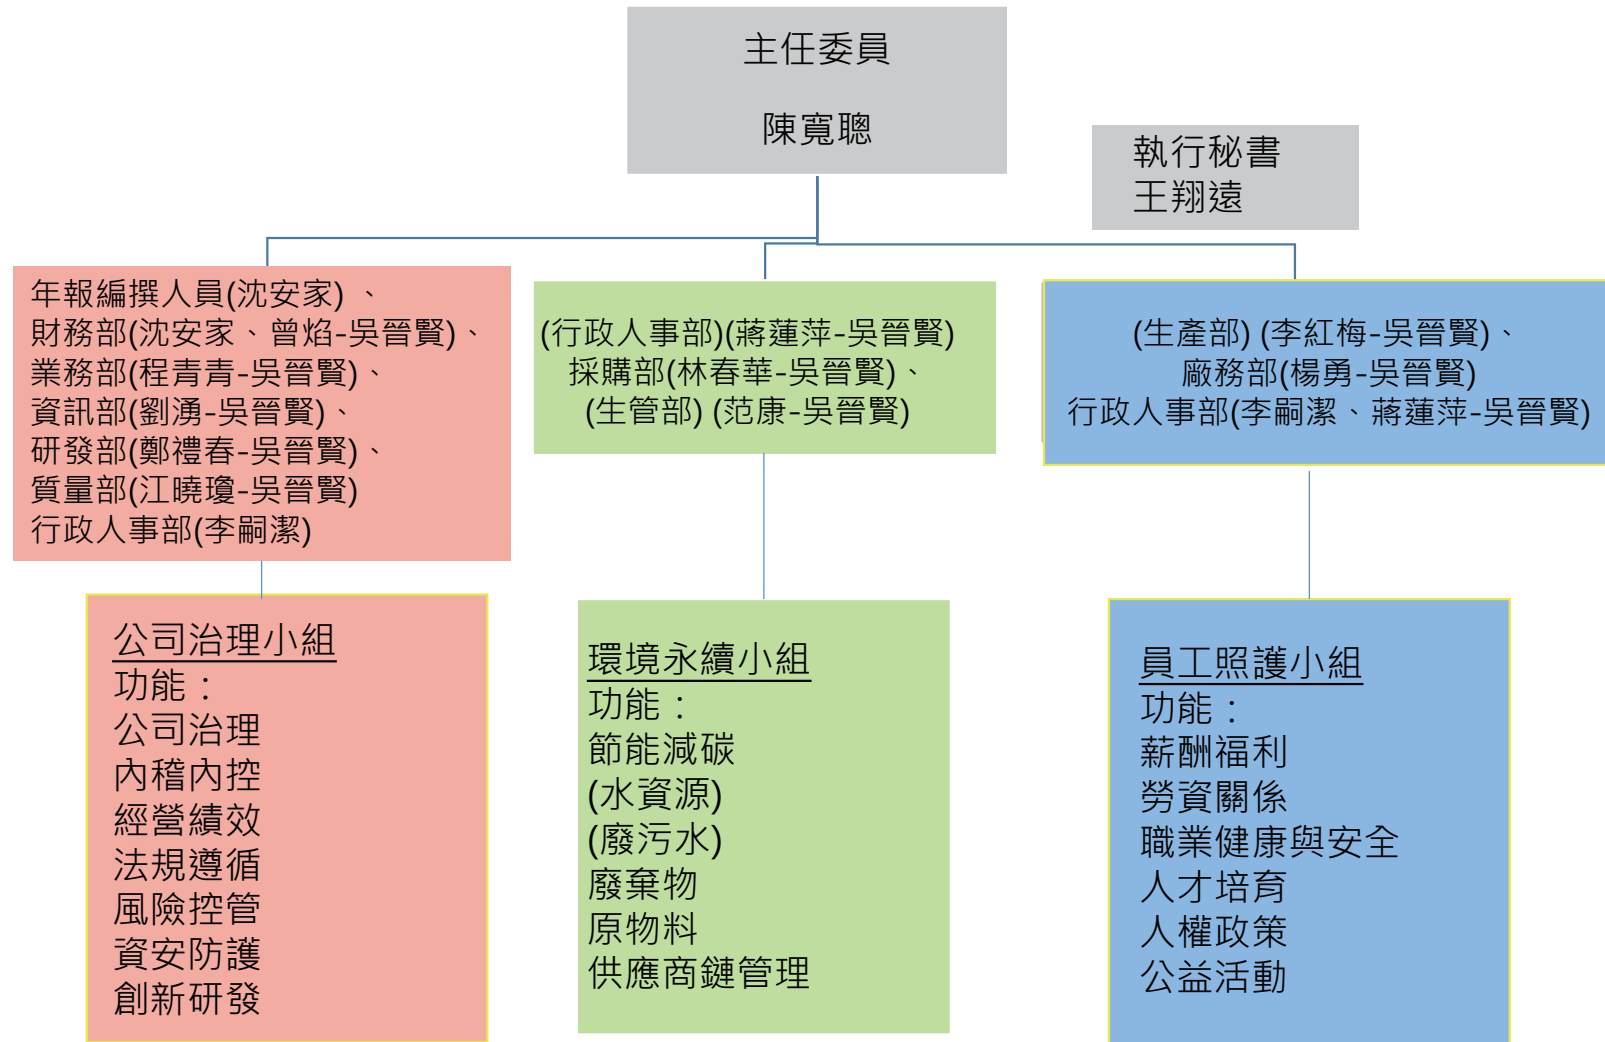 主任委員
陳寬聰
執行秘書
王翔遠
年報編撰人員(沈安家) 、
財務部(沈安家、曾焰-吳晉賢)、
業務部(程青青-吳晉賢)、
資訊部(劉湧-吳晉賢)、
研發部(鄭禮春-吳晉賢) 、
質量部(江曉瓊-吳晉賢)
行政人事部(李嗣潔)
(行政人事部)(蔣蓮萍-吳晉賢)
採購部(林春華-吳晉賢)、
(生管部) (范康-吳晉賢)
(生產部) (李紅梅-吳晉賢)、
廠務部(楊勇-吳晉賢)
行政人事部(李嗣潔、蔣蓮萍-吳晉賢)
公司治理小組
功能：
公司治理
內稽內控
經營績效
法規遵循
風險控管
資安防護
創新研發
環境永續小組
功能：
節能減碳
(水資源)
(廢污水)
廢棄物
原物料
供應商鏈管理
員工照護小組
功能：
薪酬福利
勞資關係
職業健康與安全
人才培育
人權政策
公益活動